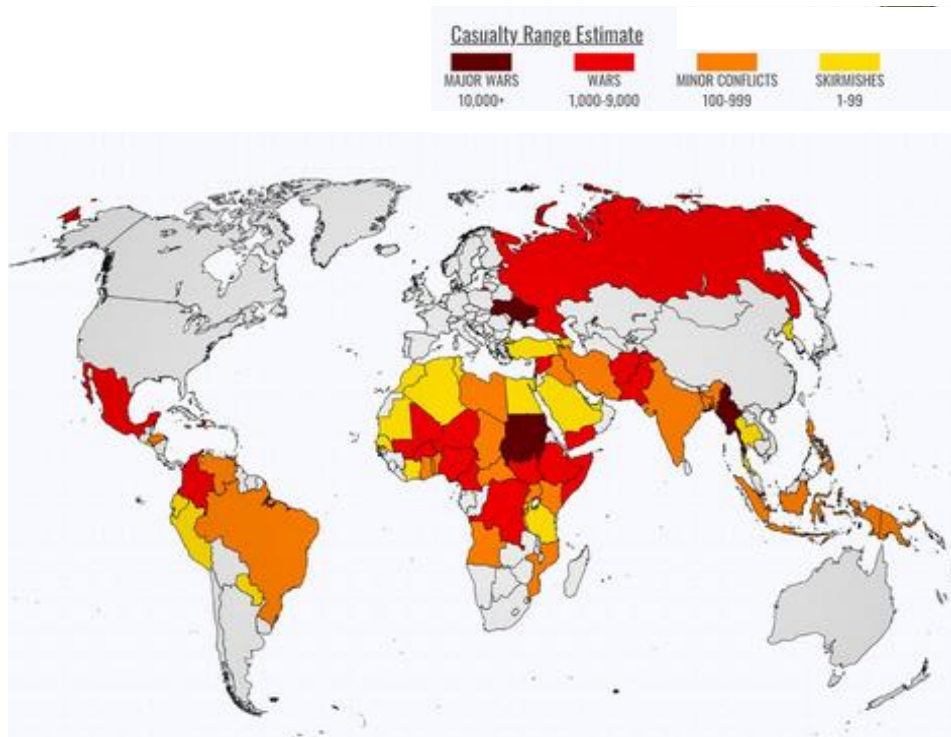 Casualty Range Estimate
MAJOR WARS WARS MINOR CONFLICTS SKIRMISHES
10,000+ 1,000-9,000 100-999 1-99